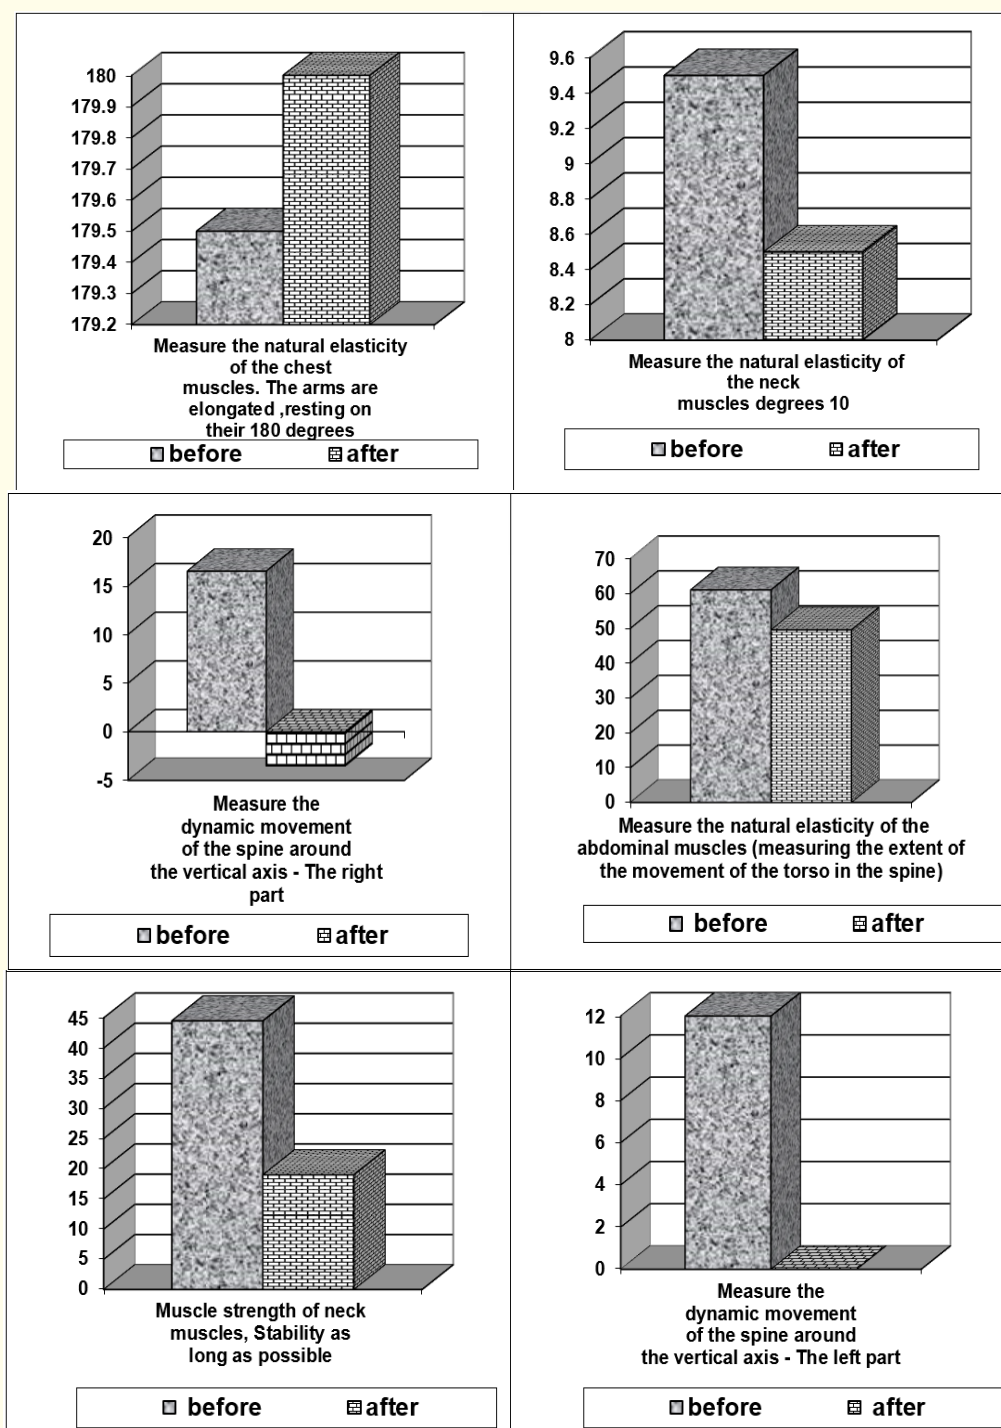 180
179.9
179.8
179.7
179.6
179.5
179.4
179.3
179.2
Measure the natural elasticity
of the chest
muscles. The arms are
elongated ,resting on
their 180 degrees
before after
9.6
9.4
9.2
9
8.8
8.6
8.4
8.2
8
Measure the natural elasticity of
the neck
muscles degrees 10
before after
20
15
10
5
0
-5
Measure the
dynamic movement
of the spine around
the vertical axis - The right
part
before after
70
60
50
40
30
20
10
0
Measure the natural elasticity of the
abdominal muscles (measuring the extent of
the movement of the torso in the spine)
before after
45
40
35
30
25
20
15
10
5
0
Muscle strength of neck
muscles, Stability as
long as possible
before after
12
10
8
6
4
2
0
Measure the
dynamic movement
of the spine around
the vertical axis - The left part
before after